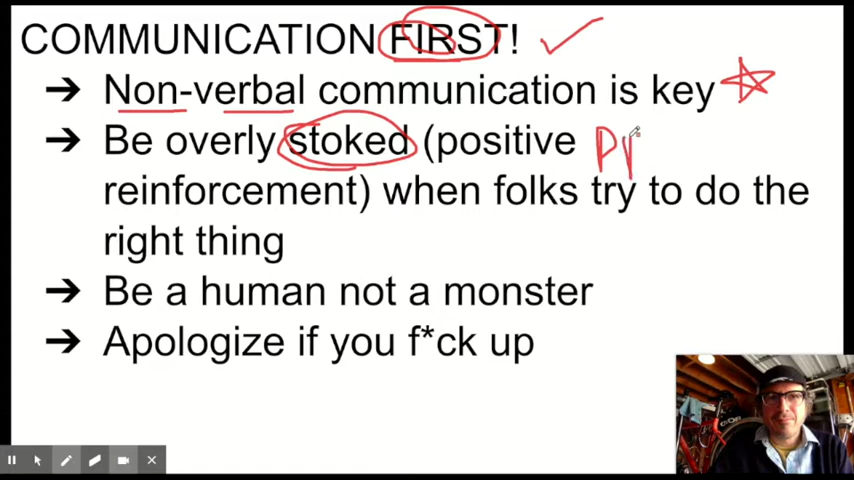 COMMUNICATION FIRST!
➔ Non-verbal communication is key
➔ Be overly stoked (positive
reinforcement) when folks try to do the
right thing
➔ Be a human not a monster
➔ Apologize if you f*ck up